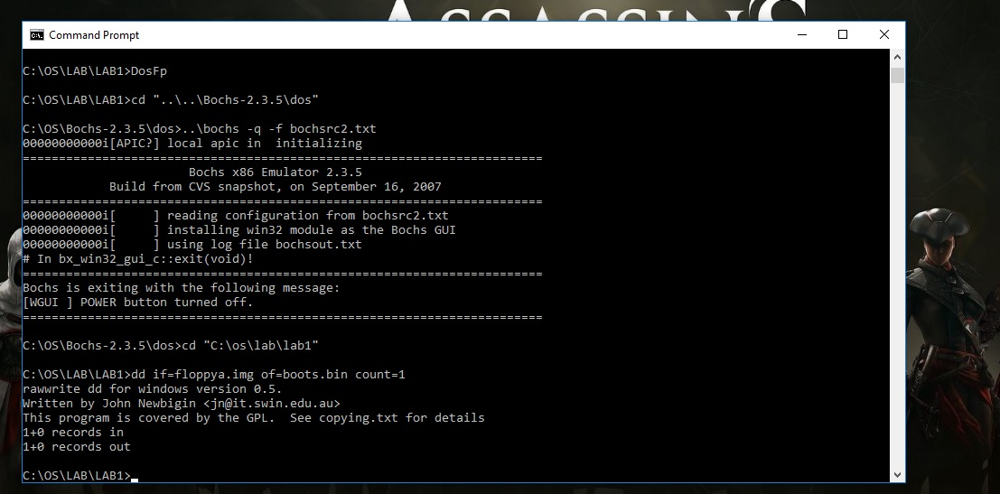 ASSASSIN'S
Command Prompt
C:\OS\LAB\LAB1>DosFp
C:\OS\LAB\LAB1>cd "..\..\Bochs-2.3.5\dos"
C:\OS\Bochs-2.3.5\dos>..\bochs -q -f bochsrc2.txt
00000000000i[APIC?] local apic in  initializing
========================================================================
Bochs x86 Emulator 2.3.5
Build from CVS snapshot, on September 16, 2007
========================================================================
00000000000i[     ] reading configuration from bochsrc2.txt
00000000000i[     ] installing win32 module as the Bochs GUI
00000000000i[     ] using log file bochsout.txt
# In bx_win32_gui_c::exit(void)!
========================================================================
Bochs is exiting with the following message:
[WGUI ] POWER button turned off.
========================================================================
C:\OS\Bochs-2.3.5\dos>cd "C:\os\lab\lab1"
C:\OS\LAB\LAB1>dd if=floppya.img of=boots.bin count=1
rawwrite dd for windows version 0.5.
Written by John Newbigin <jn@it.swin.edu.au>
This program is covered by the GPL.  See copying.txt for details
1+0 records in
1+0 records out
C:\OS\LAB\LAB1>